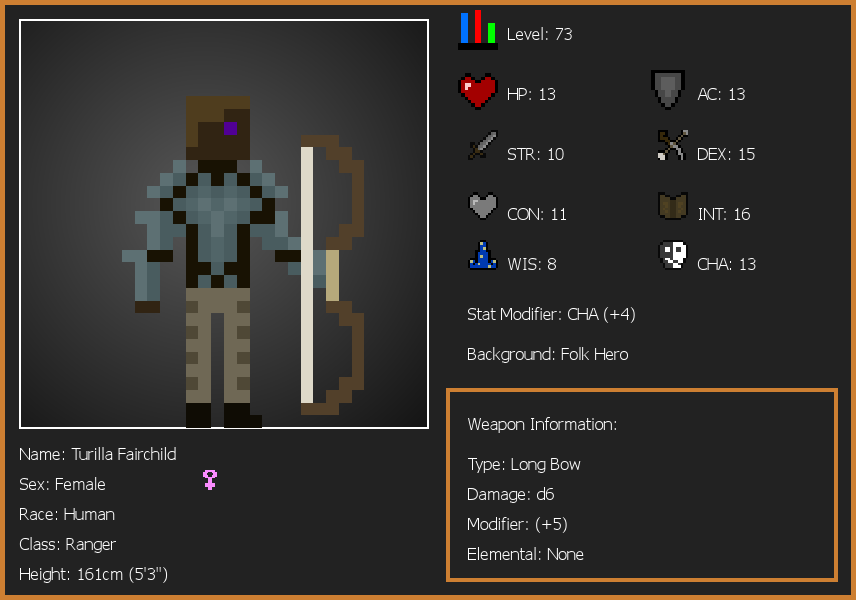 Level: 73
HP: 13
AC: 13
STR: 10
DEX: 15
CON: 11
INT: 16
WIS: 8
CHA: 13
Stat Modifier: CHA (+4)
Background: Folk Hero
Weapon Information:
Type: Long Bow
Damage: d6
Modifier: (+5)
Elemental: None
Name: Turilla Fairchild
Sex: Female
Race: Human
Class: Ranger
Height: 161cm (5'3")